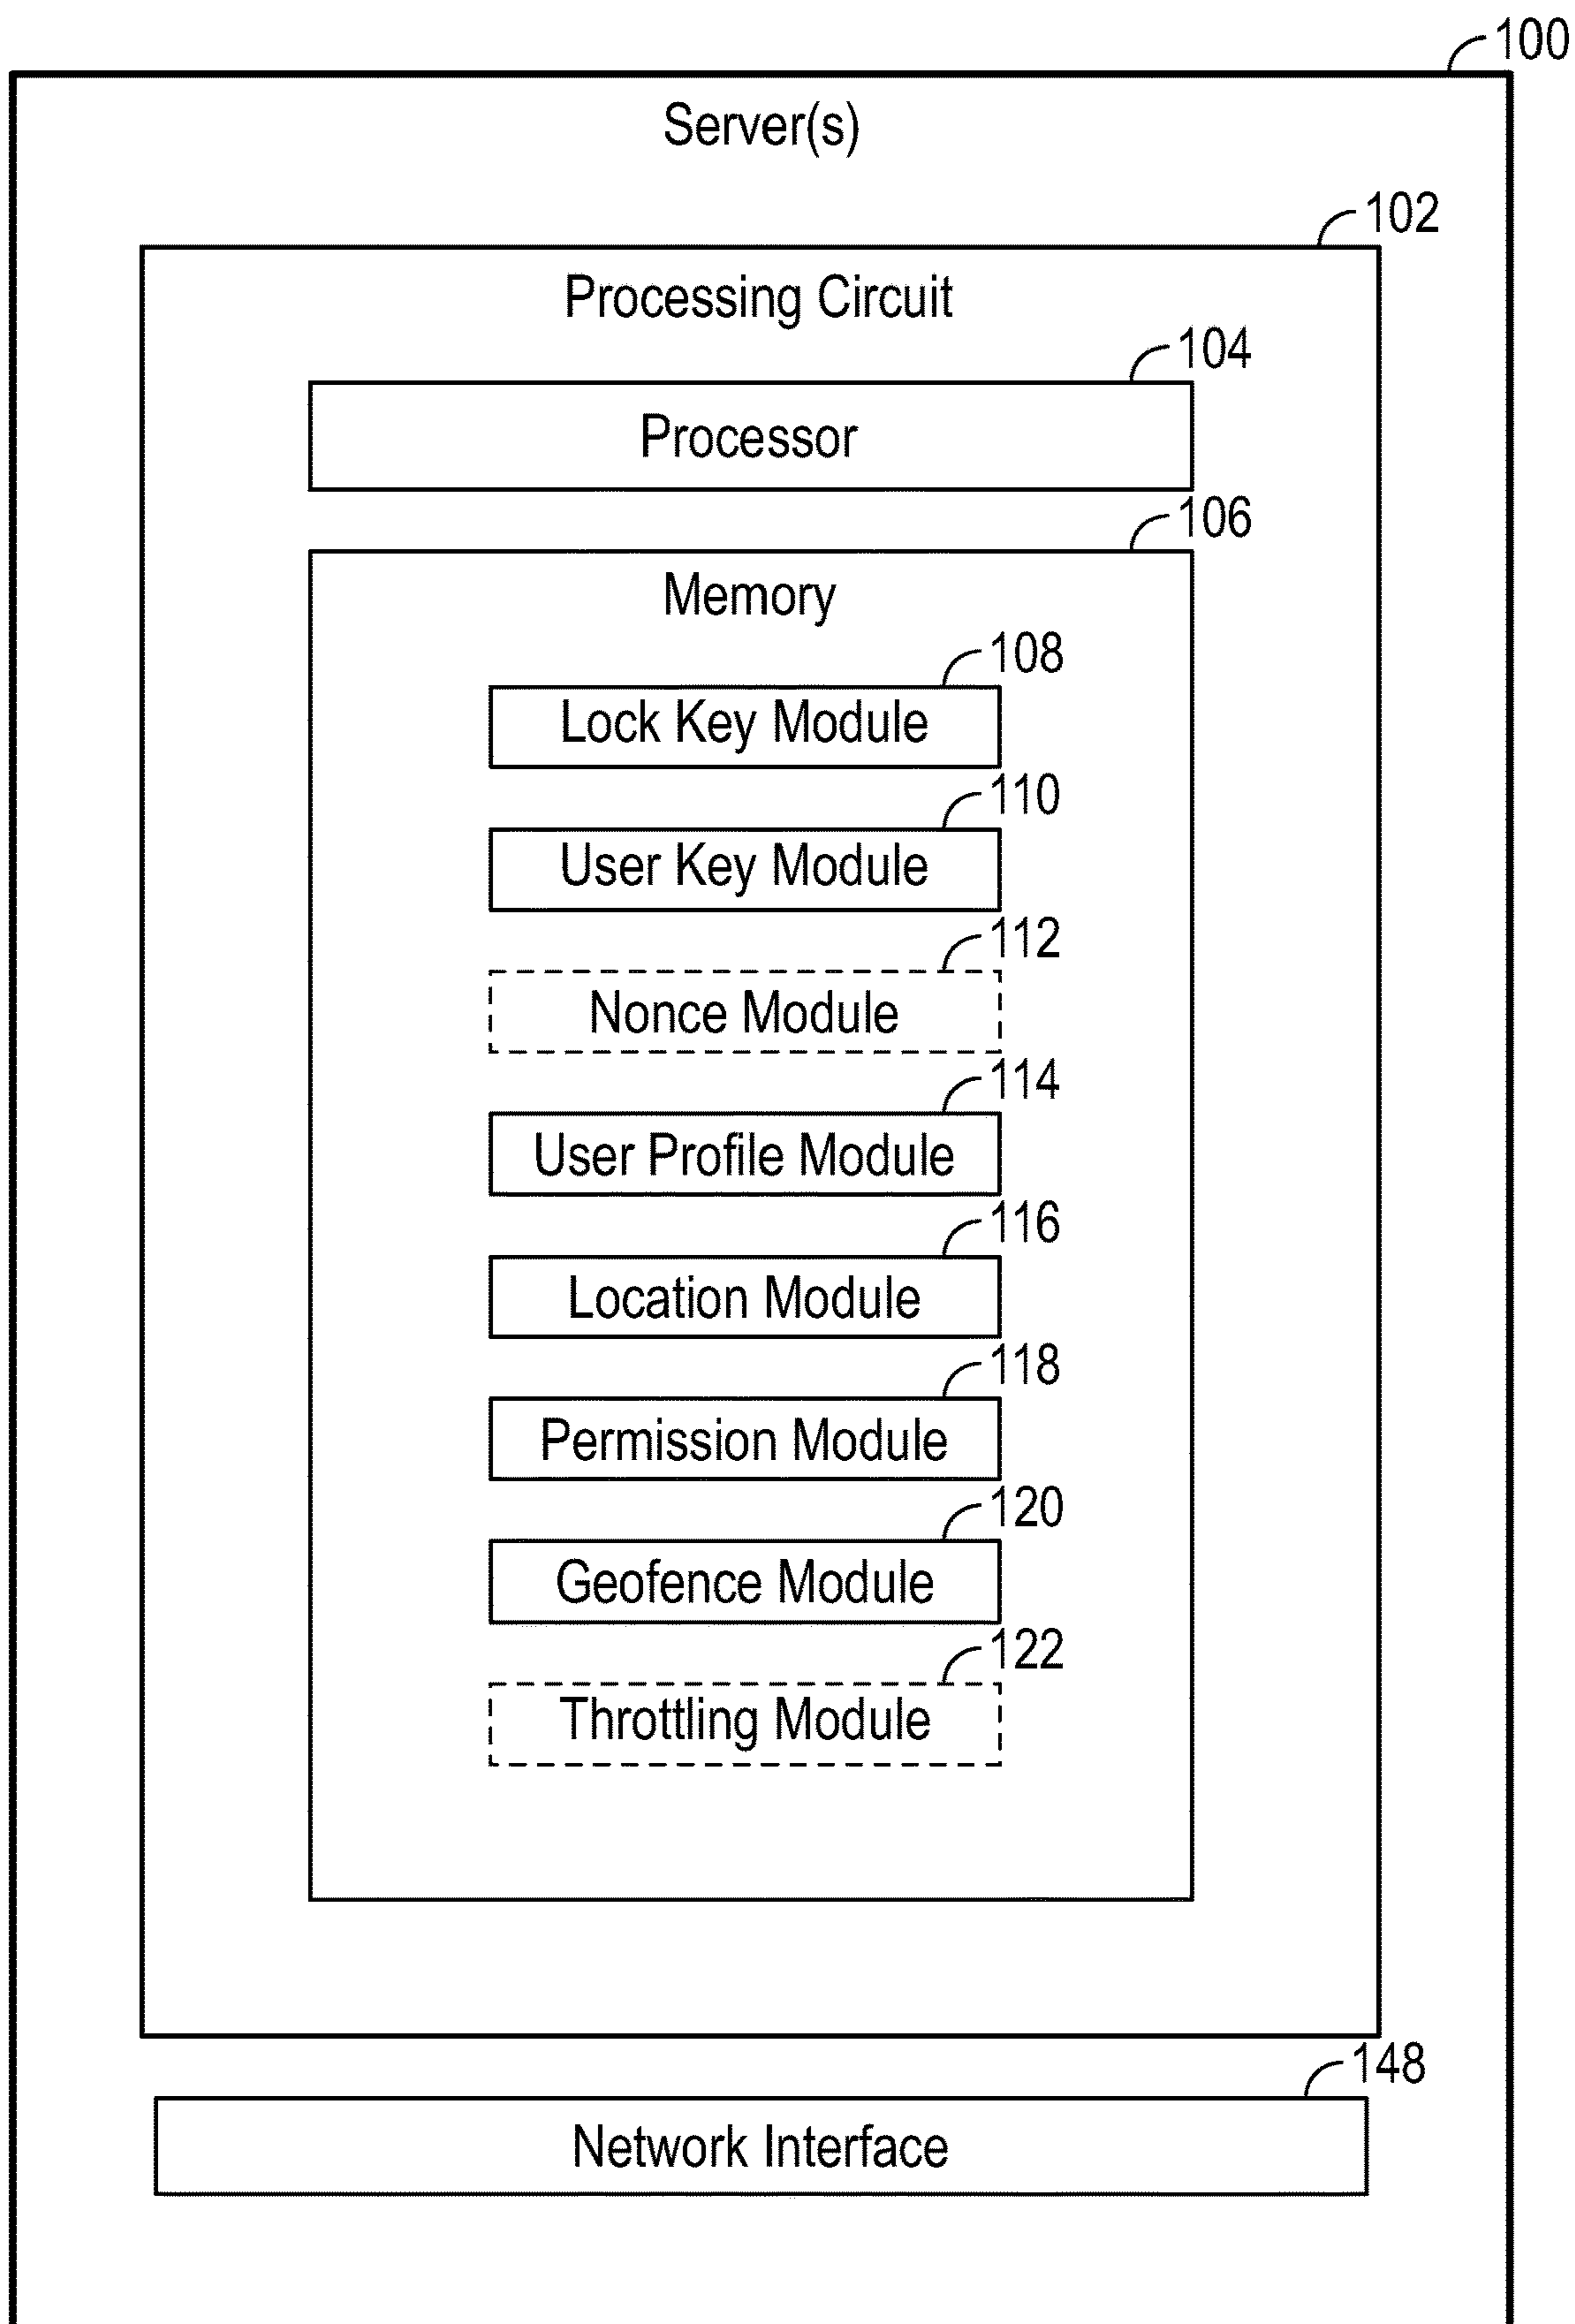 100
Server(s)
102
Processing Circuit
104
Processor
106
Memory
108
Lock Key Module
110
User Key Module
112
Nonce Module
114
User Profile Module
116
Location Module
118
Permission Module
120
Geofence Module
122
Throttling Module
148
Network Interface